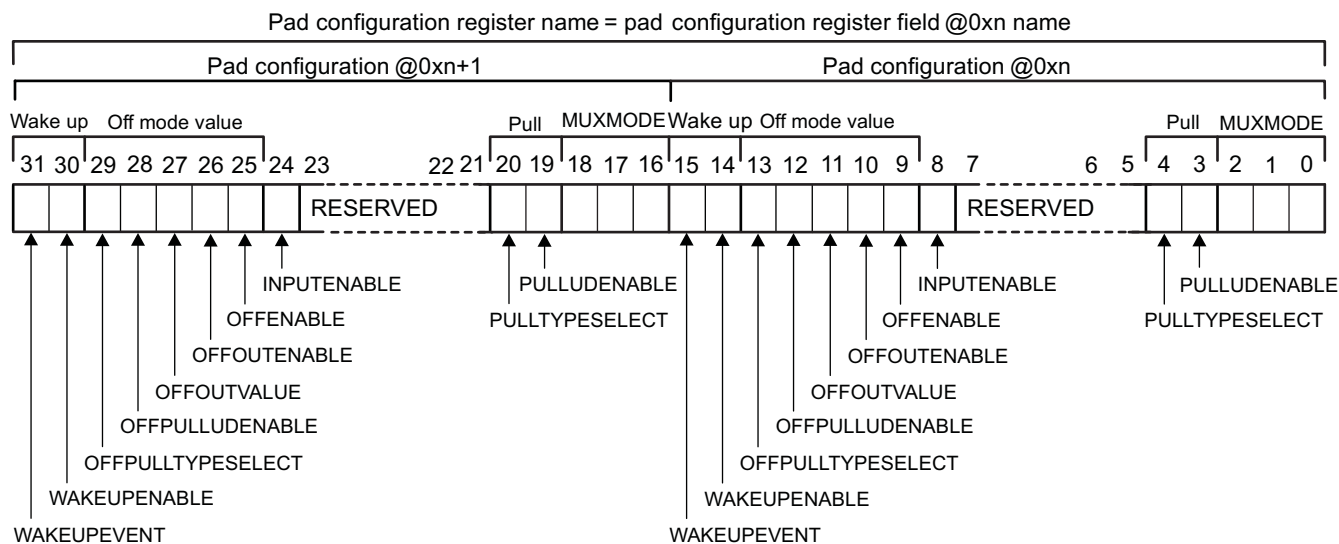 Pad configuration register name = pad configuration register field @0xn name
Pad configuration @0xn+1 Pad configuration @0xn
Wake up Off mode value Pull MUXMODE Wake up Off mode value Pull MUXMODE
31 30 29 28 27 26 25 24 23 22 21 20 19 18 17 16 15 14 13 12 11 10 9 8 7 6 5 4 3 2 1 0
RESERVED RESERVED
INPUTENABLE PULLUDENABLE INPUTENABLE PULLUDENABLE
OFFENABLE PULLTYPESELECT OFFENABLE PULLTYPESELECT
OFFOUTENABLE OFFOUTENABLE
OFFOUTVALUE OFFOUTVALUE
OFFPULLUDENABLE OFFPULLUDENABLE
OFFPULLTYPESELECT OFFPULLTYPESELECT
WAKEUPENABLE WAKEUPENABLE
WAKEUPEVENT WAKEUPEVENT